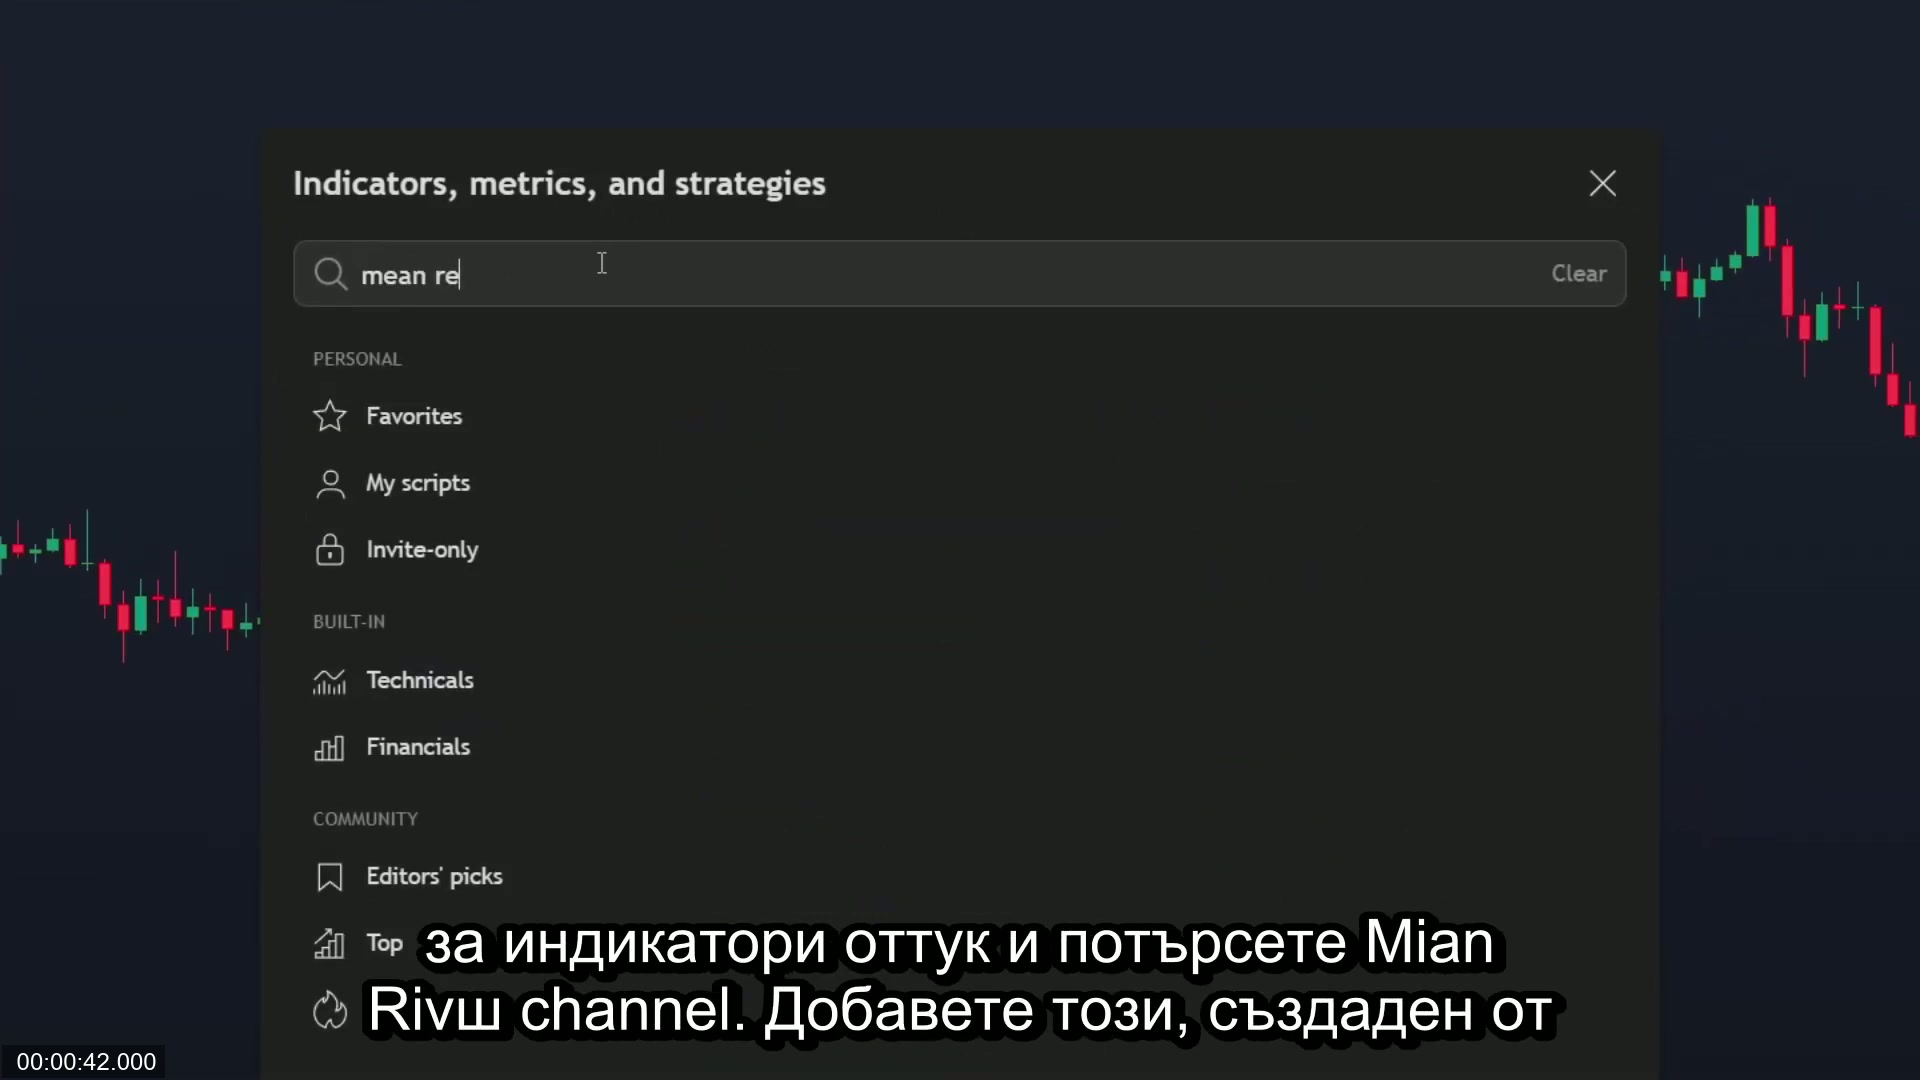 Indicators, metrics, and strategies
mean re
Clear
PERSONAL
Favorites
My scripts
Invite-only
BUILT-IN
Technicals
Financials
COMMUNITY
Editors' picks
Top
за индикатори оттук и потърсете Mian
Rivш channel. Добавете този, създаден от
00:00:42.000